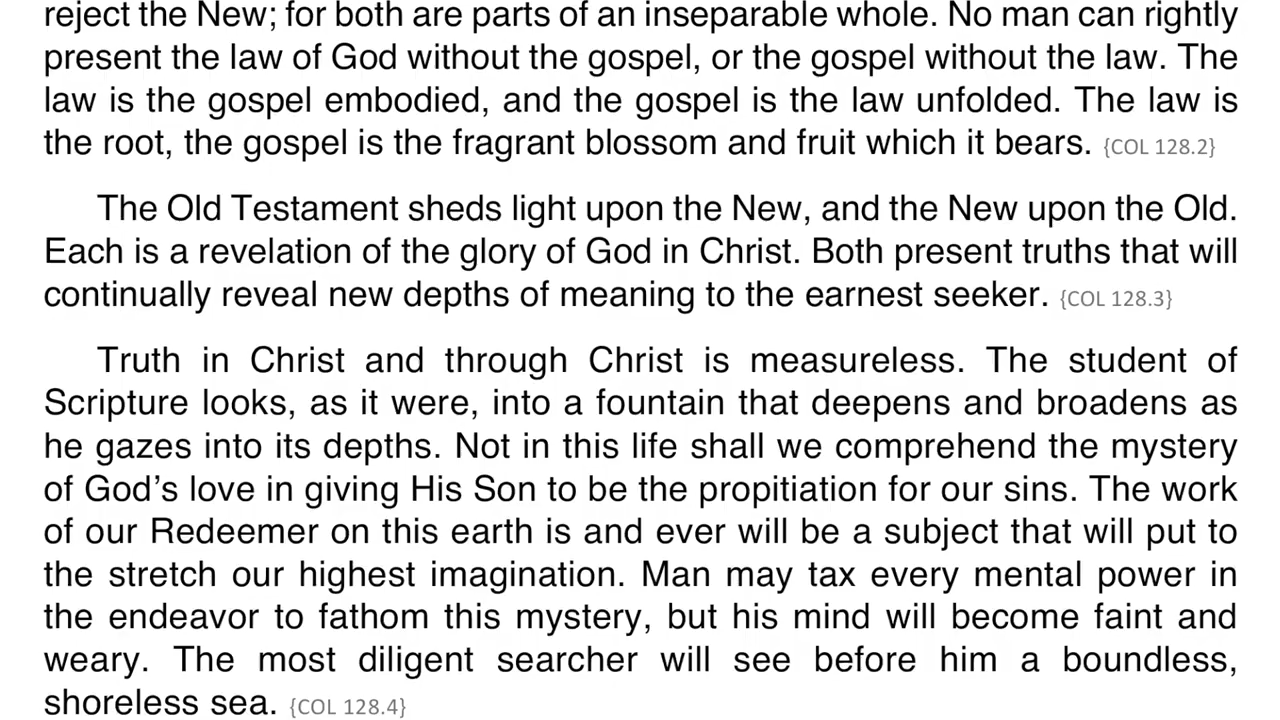 reject the New; for both are parts of an inseparable whole. No man can rightly
present the law of God without the gospel, or the gospel without the law. The
law is the gospel embodied, and the gospel is the law unfolded. The law is
the root, the gospel is the fragrant blossom and fruit which it bears. {COL 128.2}
The Old Testament sheds light upon the New, and the New upon the Old.
Each is a revelation of the glory of God in Christ. Both present truths that will
continually reveal new depths of meaning to the earnest seeker. {COL 128.3}
Truth in Christ and through Christ is measureless. The student of
Scripture looks, as it were, into a fountain that deepens and broadens as
he gazes into its depths. Not in this life shall we comprehend the mystery
of God’s love in giving His Son to be the propitiation for our sins. The work
of our Redeemer on this earth is and ever will be a subject that will put to
the stretch our highest imagination. Man may tax every mental power in
the endeavor to fathom this mystery, but his mind will become faint and
weary. The most diligent searcher will see before him a boundless,
shoreless sea. {COL 128.4}